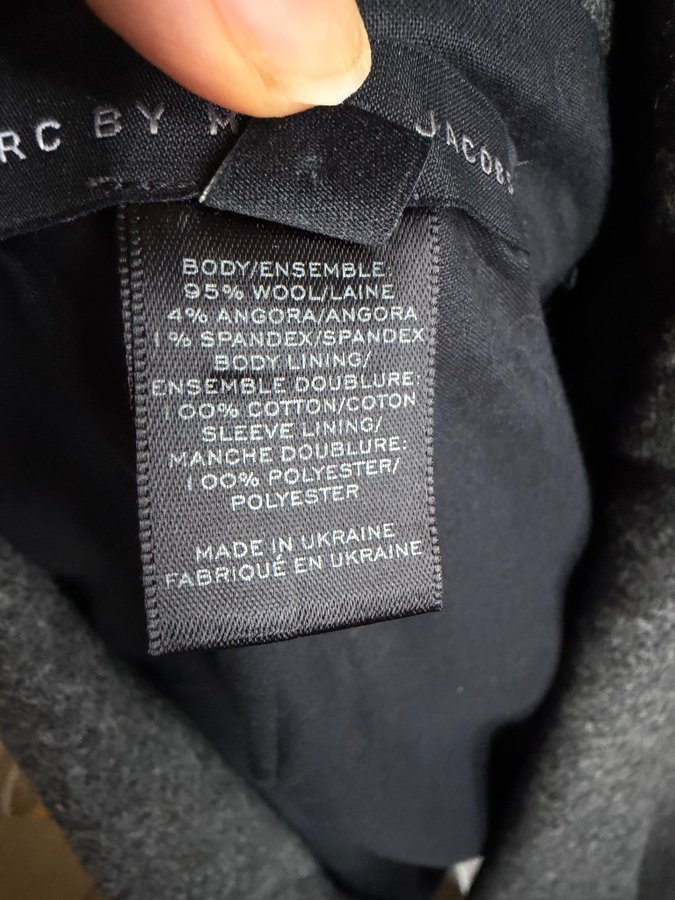 RC BY M JACOBS
BODY/ENSEMBLE:
95% WOOL/LAINE
4% ANGORA/ANGORA
1% SPANDEX/SPANDEX
BODY LINING/
ENSEMBLE DOUBLURE:
100% COTTON/COTON
SLEEVE LINING/
MANCHE DOUBLURE:
100% POLYESTER/
POLYESTER
MADE IN UKRAINE
FABRIQUÉ EN UKRAINE